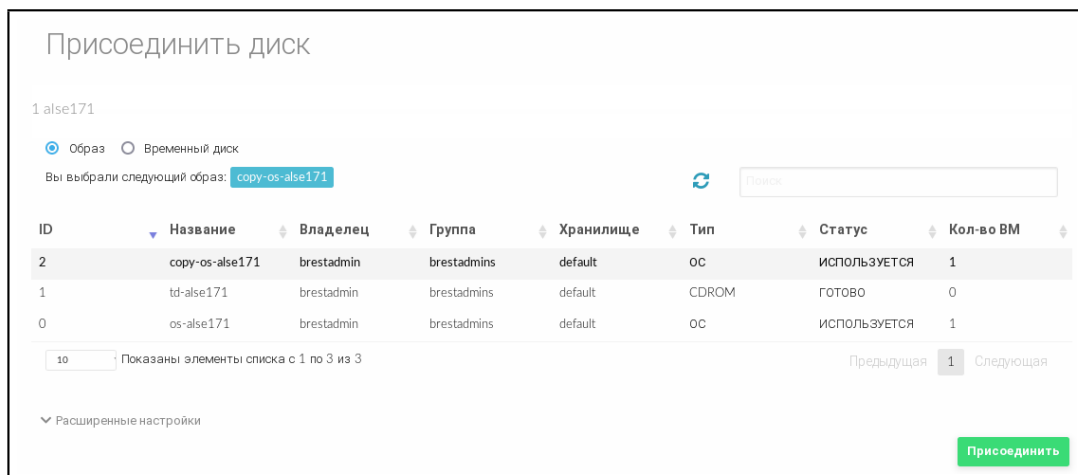 Присоединить диск
1 alse171
Образ Временный диск
Вы выбрали следующий образ: copy-os-alse171
Поиск
ID Название Владелец Группа Хранилище Тип Статус Кол-во ВМ
2 copy-os-alse171 brestadmin brestadmins default ОС ИСПОЛЬЗУЕТСЯ 1
1 td-alse171 brestadmin brestadmins default CDROM ГОТОВО 0
0 os-alse171 brestadmin brestadmins default ОС ИСПОЛЬЗУЕТСЯ 1
10 Показаны элементы списка с 1 по 3 из 3
Предыдущая 1 Следующая
Расширенные настройки
Присоединить